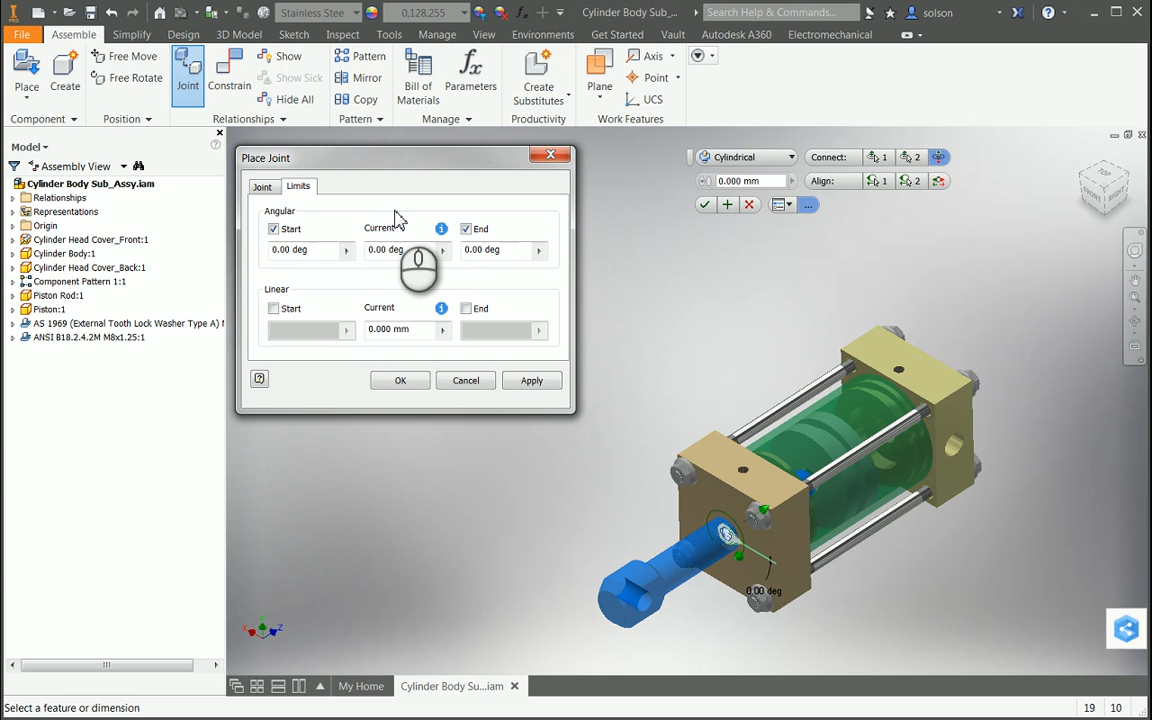 PRO
Stainless Steel
0,128,255
Cylinder Body Sub_...
Search Help & Commands...
solson
File
Assemble
Simplify
Design
3D Model
Sketch
Inspect
Tools
Manage
View
Environments
Get Started
Vault
Autodesk A360
Electromechanical
Place
Create
Free Move
Free Rotate
Joint
Constrain
Show
Show Sick
Hide All
Pattern
Mirror
Copy
Bill of
Materials
Parameters
Create
Substitutes
Plane
Axis
Point
UCS
Component
Position
Relationships
Pattern
Manage
Productivity
Work Features
Model
Assembly View
Cylinder Body Sub_Assy.iam
Relationships
Representations
Origin
Cylinder Head Cover_Front:1
Cylinder Body:1
Cylinder Head Cover_Back:1
Component Pattern 1:1
Piston Rod:1
Piston:1
AS 1969 (External Tooth Lock Washer Type A) M
ANSI B18.2.4.2M M8x1.25:1
Place Joint
Joint
Limits
Angular
Start
Current
End
0.00 deg
0.00 deg
0.00 deg
Linear
Start
Current
End
0.000 mm
OK
Cancel
Apply
Cylindrical
Connect:
1
2
0.000 mm
Align:
1
2
...
TOP
0.00 deg
X
Z
My Home
Cylinder Body Su...iam
Select a feature or dimension
19
10